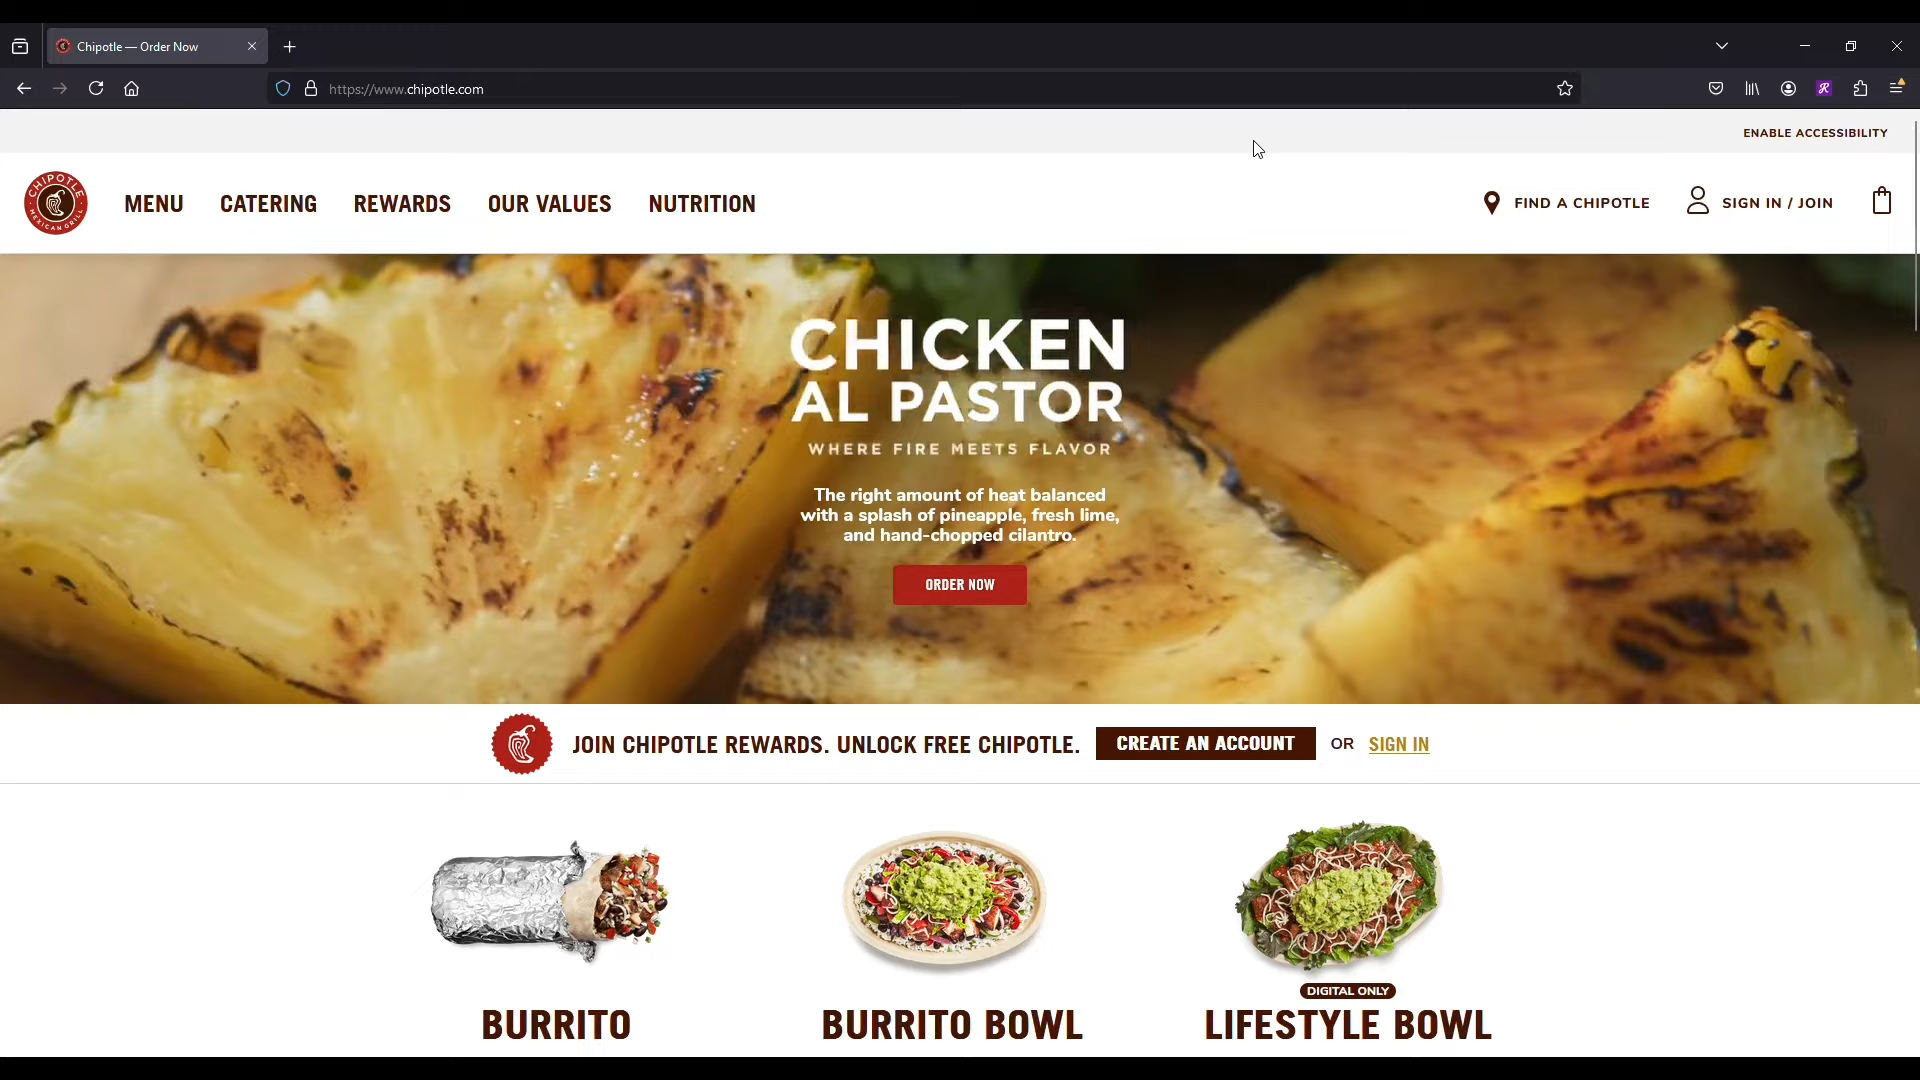 Chipotle — Order Now
https://www.chipotle.com
ENABLE ACCESSIBILITY
CHIPOTLE
MEXICAN GRILL
MENU
CATERING
REWARDS
OUR VALUES
NUTRITION
FIND A CHIPOTLE
SIGN IN / JOIN
CHICKEN
AL PASTOR
WHERE FIRE MEETS FLAVOR
The right amount of heat balanced
with a splash of pineapple, fresh lime,
and hand-chopped cilantro.
ORDER NOW
JOIN CHIPOTLE REWARDS. UNLOCK FREE CHIPOTLE.
CREATE AN ACCOUNT
OR
SIGN IN
BURRITO
BURRITO BOWL
DIGITAL ONLY
LIFESTYLE BOWL